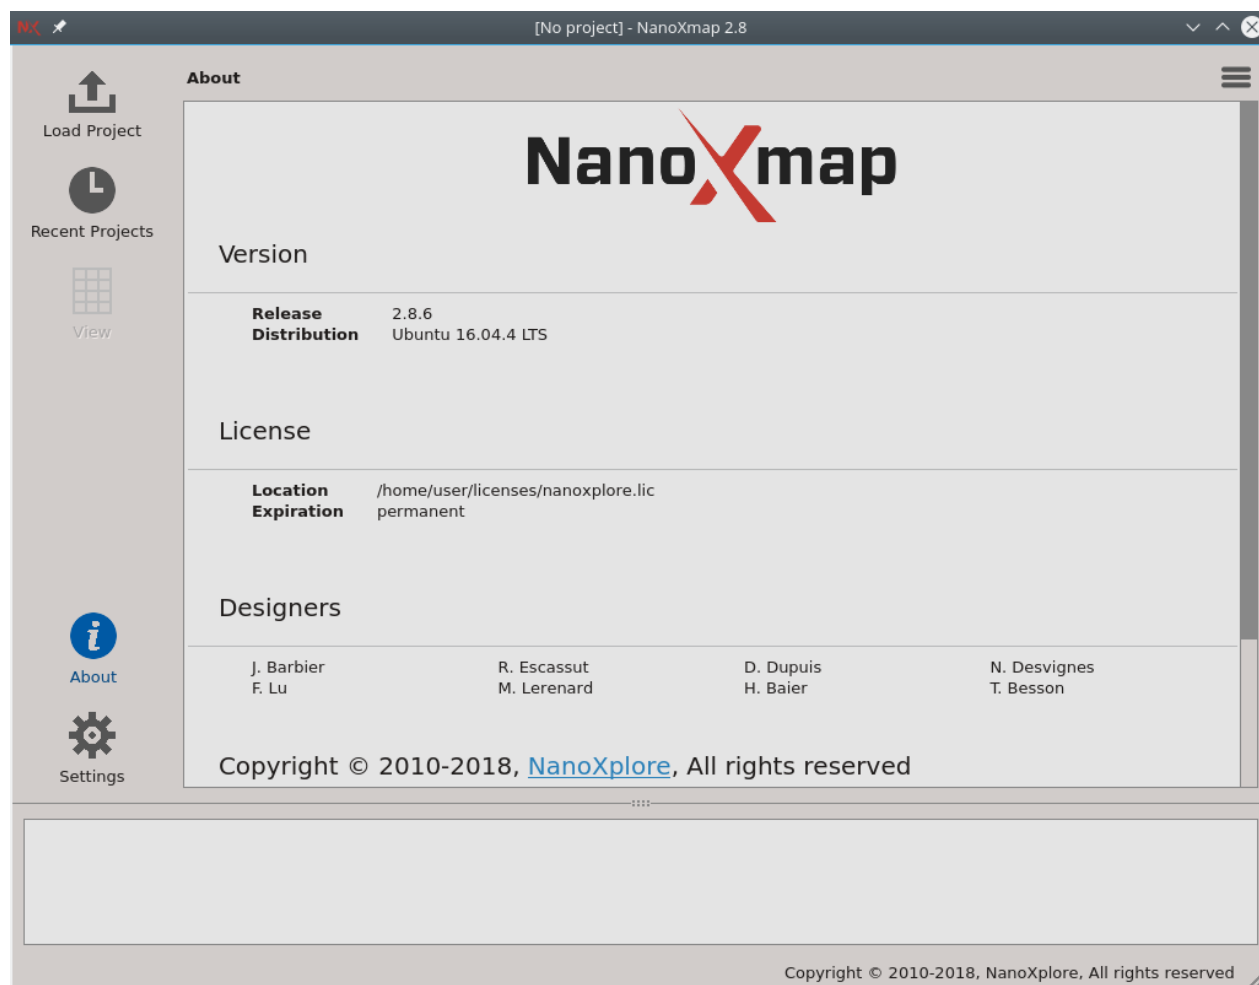 NX
[No project] - NanoXmap 2.8
Load Project
Recent Projects
View
About
Settings
About
NanoXmap
Version
Release 2.8.6
Distribution Ubuntu 16.04.4 LTS
License
Location /home/user/licenses/nanoxplore.lic
Expiration permanent
Designers
J. Barbier R. Escassut D. Dupuis N. Desvignes
F. Lu M. Lerenard H. Baier T. Besson
Copyright © 2010-2018, NanoXplore, All rights reserved
Copyright © 2010-2018, NanoXplore, All rights reserved